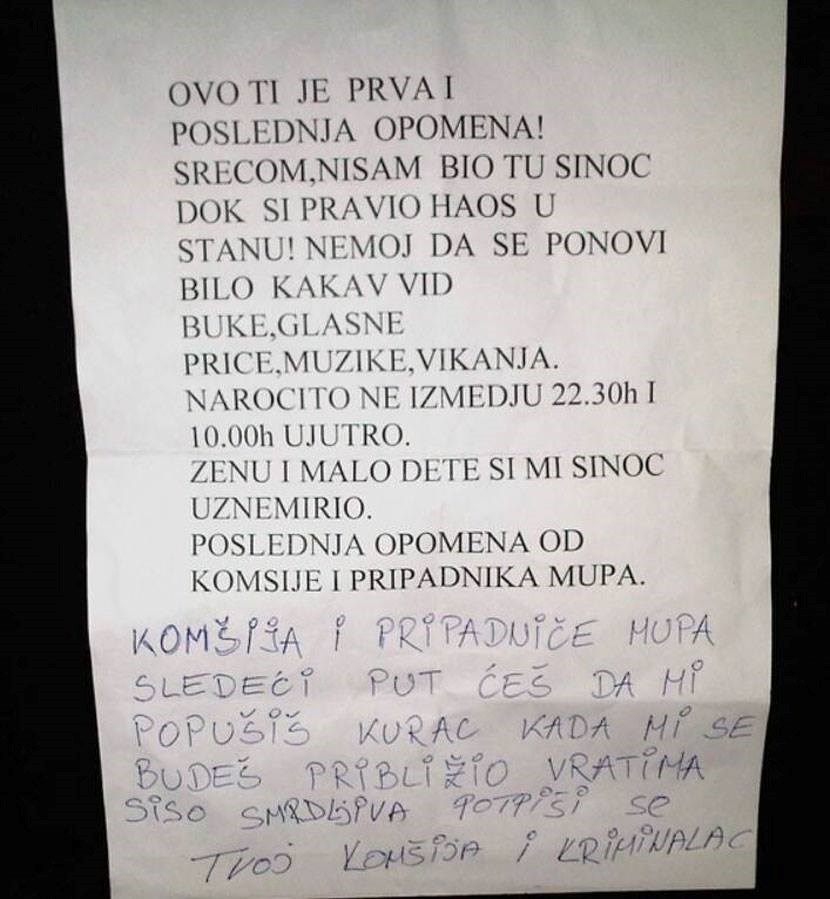 OVO TI JE PRVA I
POSLEDNJA OPOMENA!
SRECOM,NISAM BIO TU SINOC
DOK SI PRAVIO HAOS U
STANU! NEMOJ DA SE PONOVI
BILO KAKAV VID
BUKE,GLASNE
PRICE,MUZIKE,VIKANJA.
NAROCITO NE IZMEDJU 22.30h I
10.00h UJUTRO.
ZENU I MALO DETE SI MI SINOC
UZNEMIRIO.
POSLEDNJA OPOMENA OD
KOMSIJE I PRIPADNIKA MUPA.
KOMŠIJA I PRIPADNIČE MUPA
SLEDEĆI PUT ĆEŠ DA MI
POPUŠIŠ KURAC KADA MI SE
BUDEŠ PRIBLIŽIO VRATIMA
SISO SMRDLJIVA POTPIŠI SE
TVOJ KOMŠIJA I KRIMINALAC